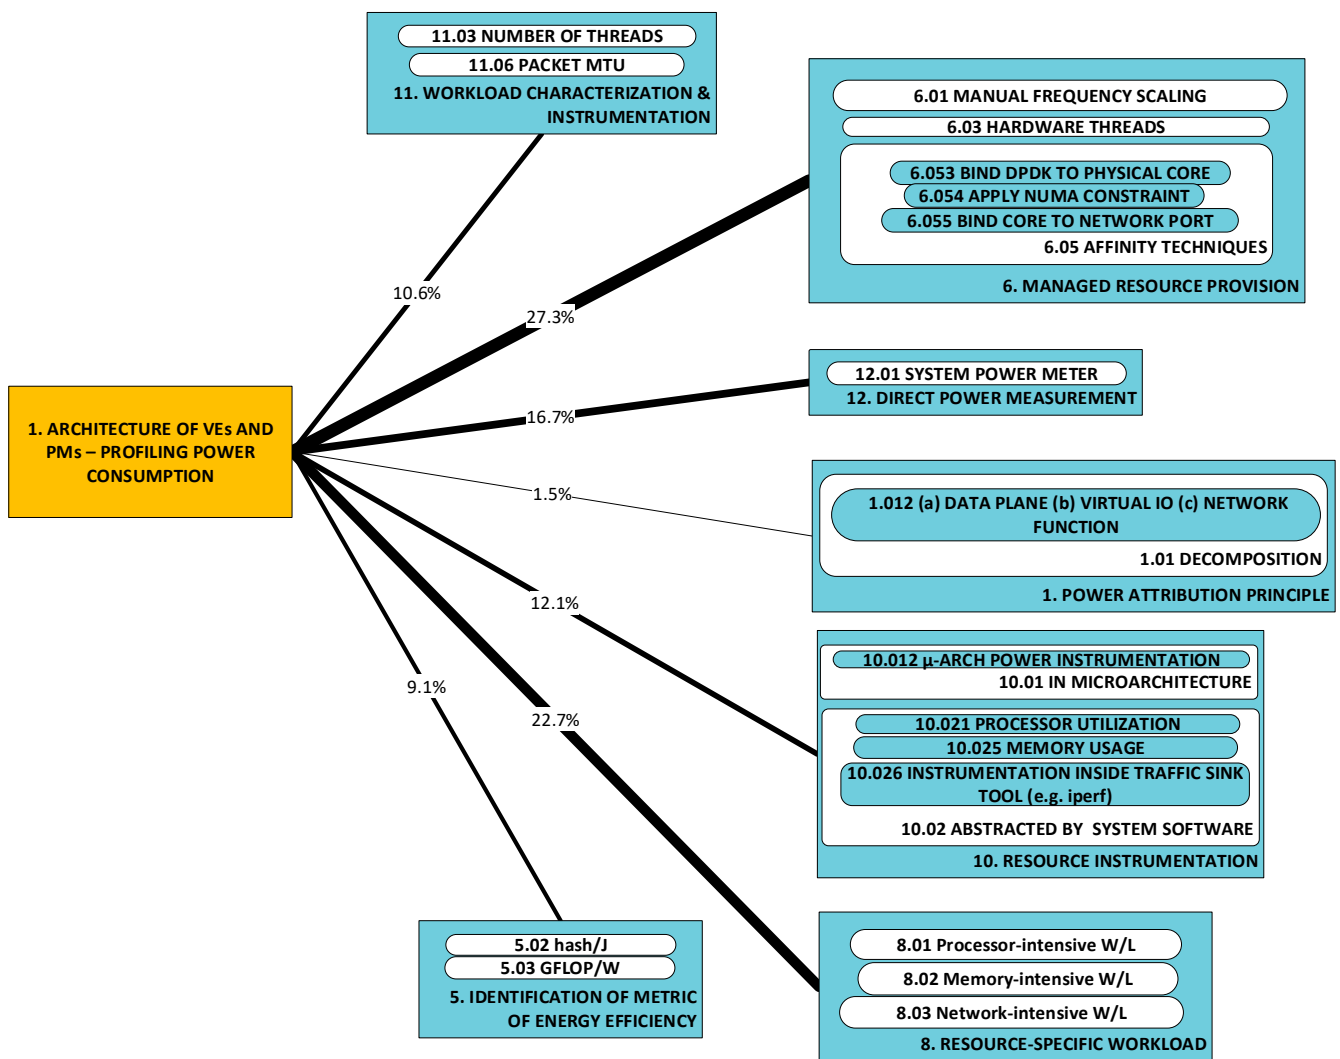 11.03 NUMBER OF THREADS
11.06 PACKET MTU
11. WORKLOAD CHARACTERIZATION &
INSTRUMENTATION
6.01 MANUAL FREQUENCY SCALING
6.03 HARDWARE THREADS
6.053 BIND DPDK TO PHYSICAL CORE
6.054 APPLY NUMA CONSTRAINT
6.055 BIND CORE TO NETWORK PORT
6.05 AFFINITY TECHNIQUES
6. MANAGED RESOURCE PROVISION
10.6%
27.3%
12.01 SYSTEM POWER METER
12. DIRECT POWER MEASUREMENT
16.7%
1. ARCHITECTURE OF VEs AND
PMs – PROFILING POWER
CONSUMPTION
1.5%
1.012 (a) DATA PLANE (b) VIRTUAL IO (c) NETWORK
FUNCTION
1.01 DECOMPOSITION
1. POWER ATTRIBUTION PRINCIPLE
12.1%
10.012 μ-ARCH POWER INSTRUMENTATION
10.01 IN MICROARCHITECTURE
10.021 PROCESSOR UTILIZATION
10.025 MEMORY USAGE
10.026 INSTRUMENTATION INSIDE TRAFFIC SINK
TOOL (e.g. iperf)
10.02 ABSTRACTED BY SYSTEM SOFTWARE
10. RESOURCE INSTRUMENTATION
9.1%
22.7%
5.02 hash/J
5.03 GFLOP/W
5. IDENTIFICATION OF METRIC
OF ENERGY EFFICIENCY
8.01 Processor-intensive W/L
8.02 Memory-intensive W/L
8.03 Network-intensive W/L
8. RESOURCE-SPECIFIC WORKLOAD